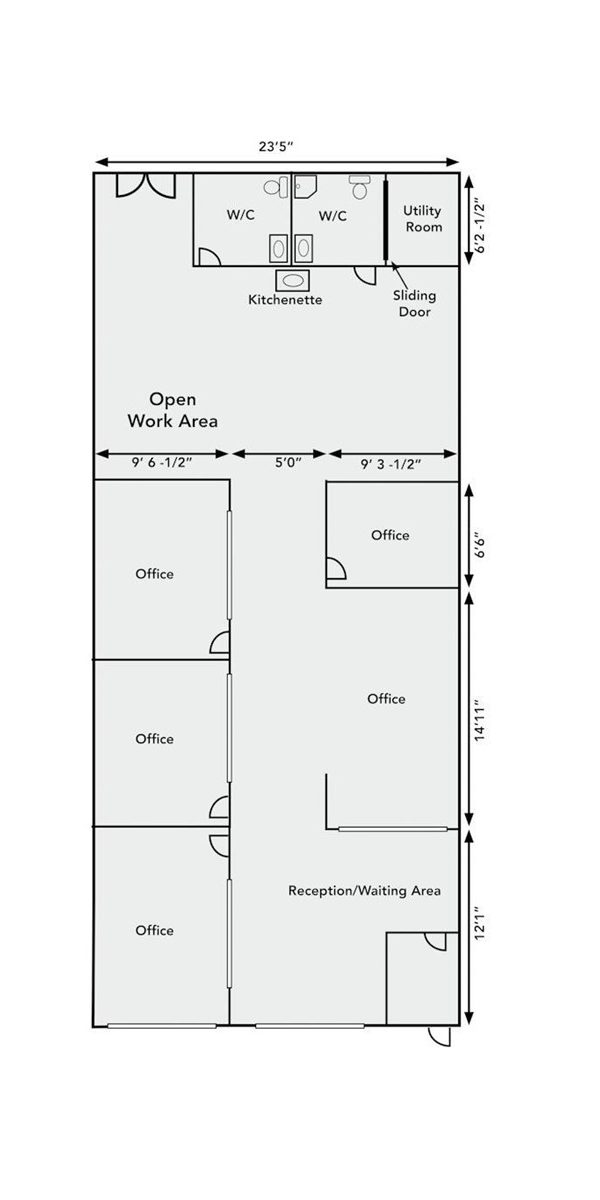 23'5"
W/C
W/C
Utility
Room
6'2 -1/2"
Kitchenette
Sliding
Door
Open
Work Area
9' 6 -1/2"
5'0"
9' 3 -1/2"
Office
6'6"
Office
Office
14'11"
Office
Reception/Waiting Area
12'1"
Office